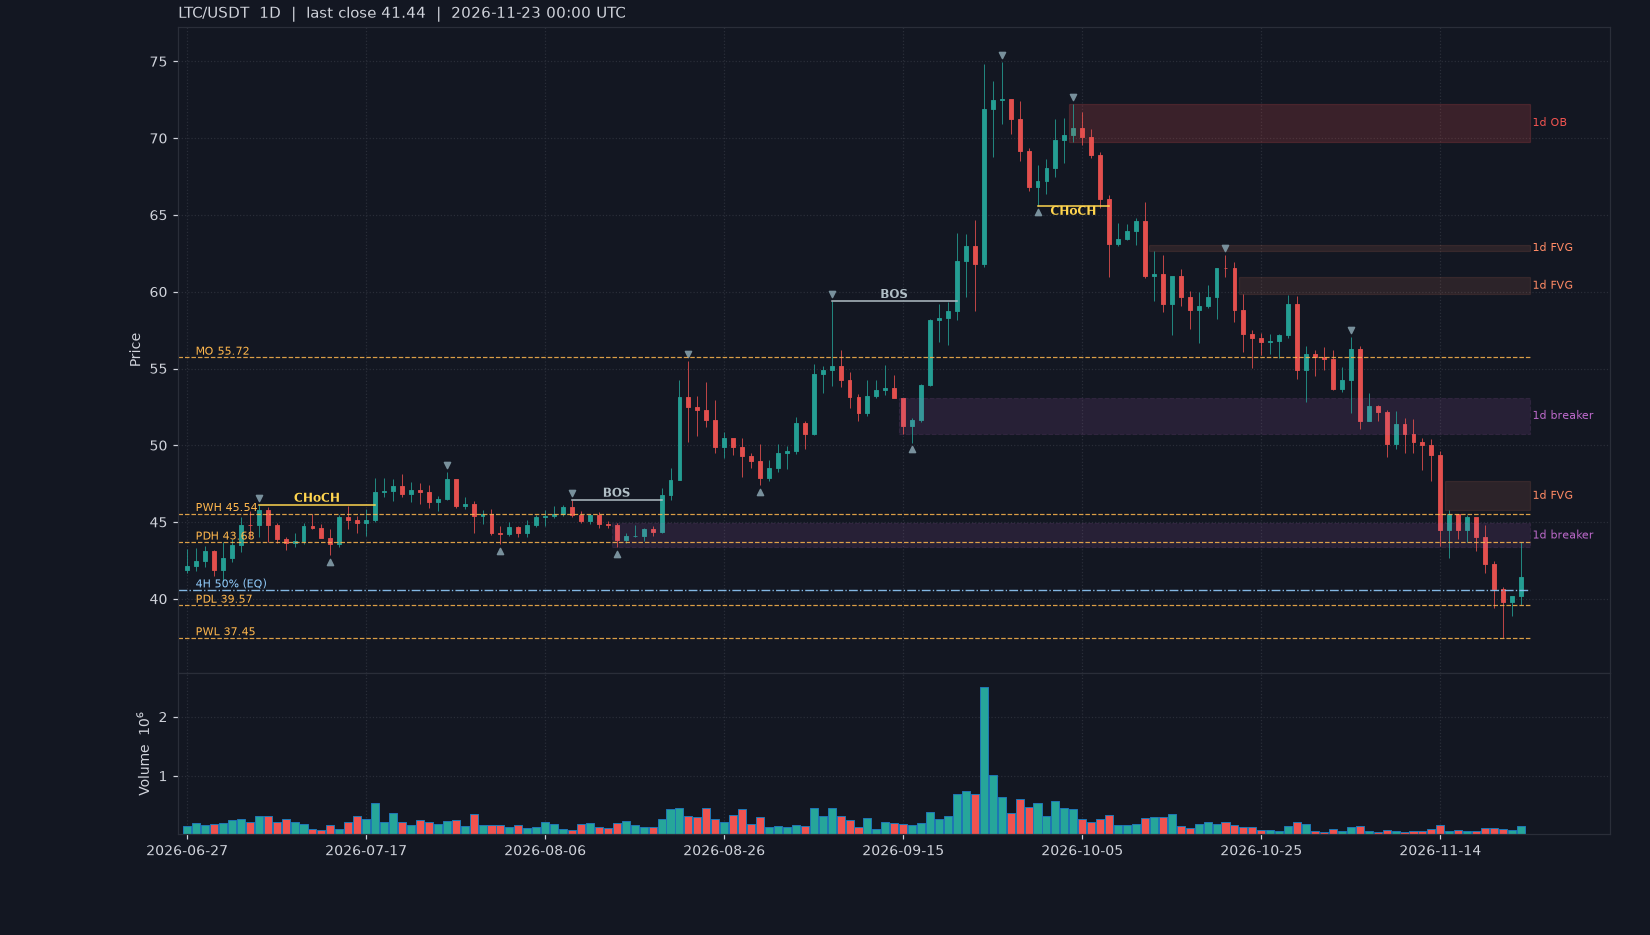 LTC/USDT 1D | last close 41.44 | 2026-11-23 00:00 UTC
75
70
65
60
55
50
45
40
Price
1d OB
CHoCH
1d FVG
1d FVG
BOS
MO 55.72
1d breaker
CHoCH
BOS
1d FVG
PWH 45.54
PDH 43.68
1d breaker
4H 50% (EQ)
PDL 39.57
PWL 37.45
2
1
Volume 10⁶
2026-06-27 2026-07-17 2026-08-06 2026-08-26 2026-09-15 2026-10-05 2026-10-25 2026-11-14